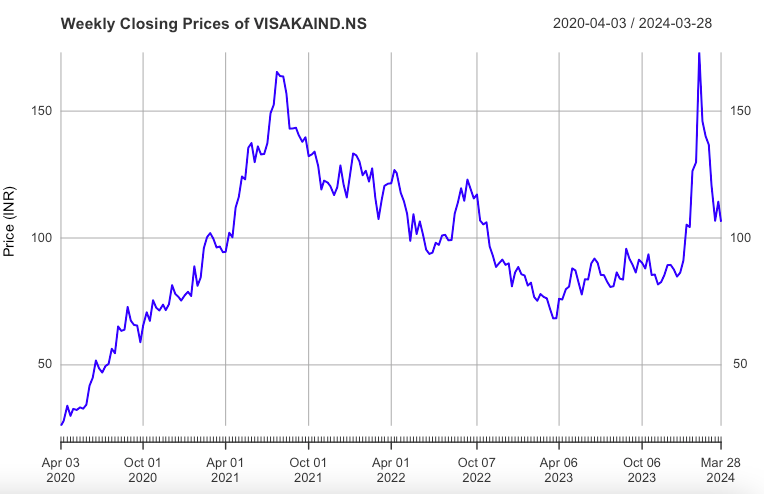 Weekly Closing Prices of VISAKAIND.NS 2020-04-03 / 2024-03-28
Price (INR)
150 150
100 100
50 50
Apr 03 Oct 01 Apr 01 Oct 01 Apr 01 Oct 07 Apr 06 Oct 06 Mar 28
2020 2020 2021 2021 2022 2022 2023 2023 2024